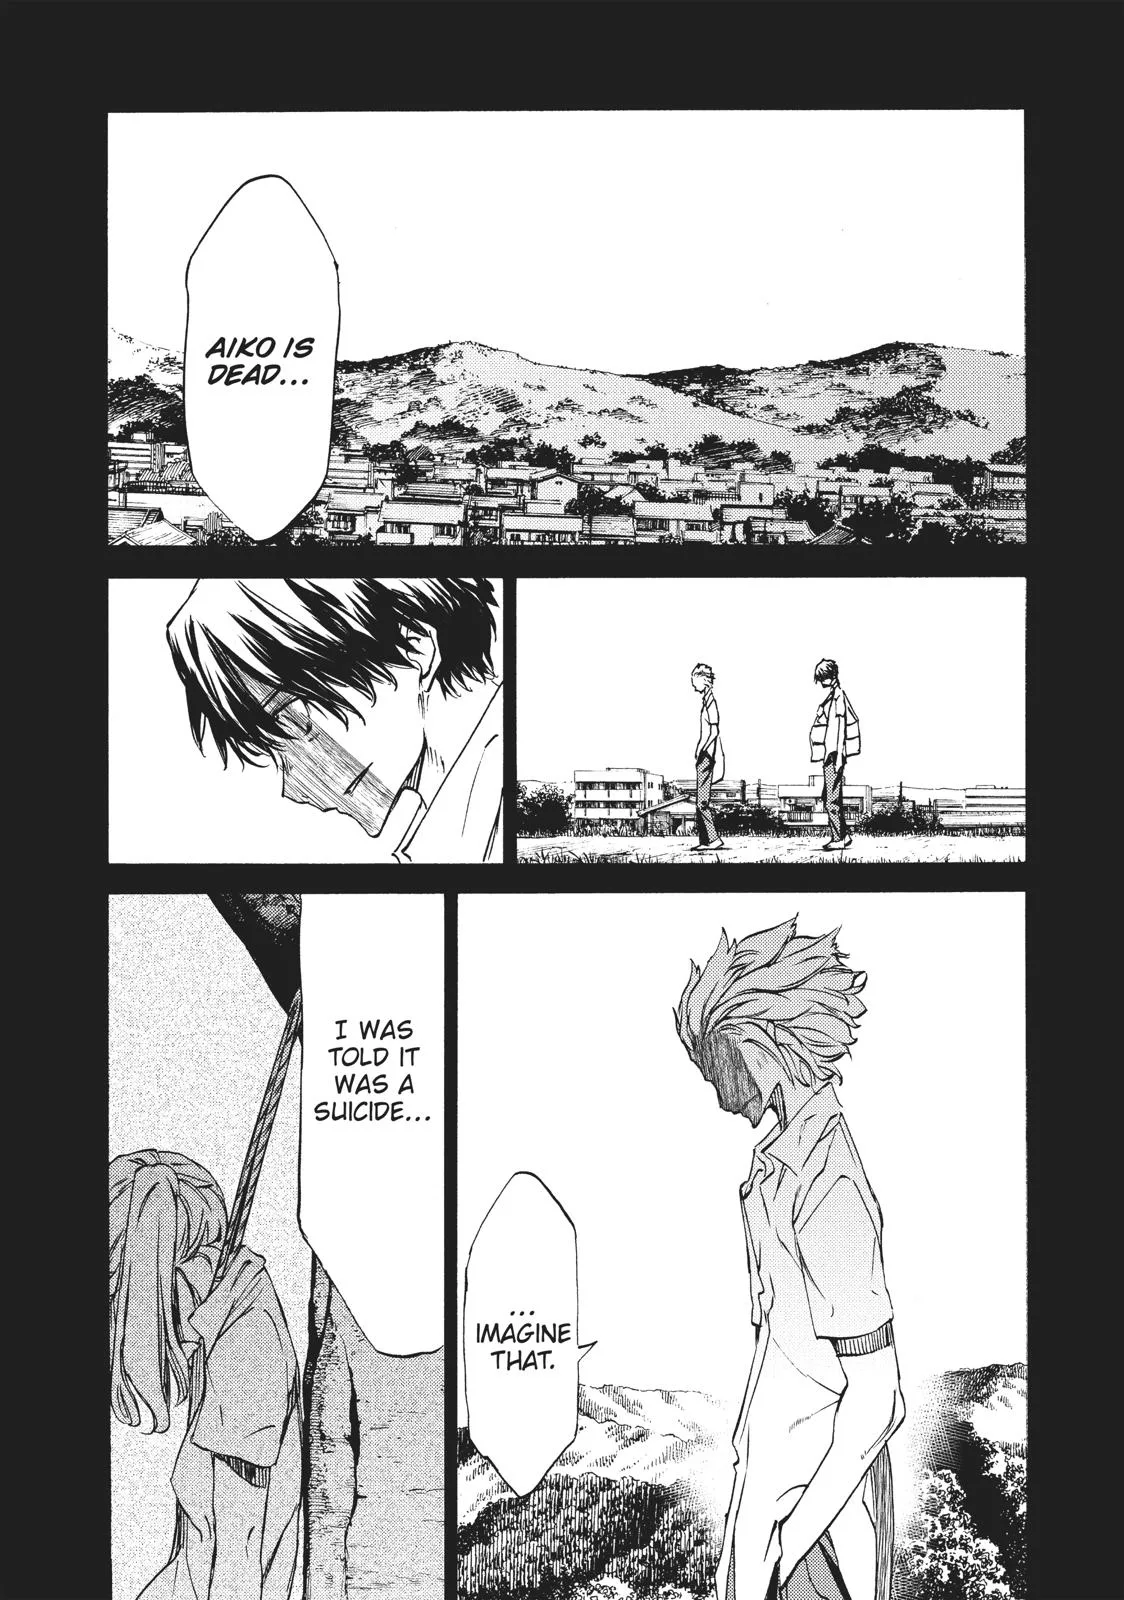 AIKO IS
DEAD...
I WAS
TOLD IT
WAS A
SUICIDE...
...
IMAGINE
THAT.